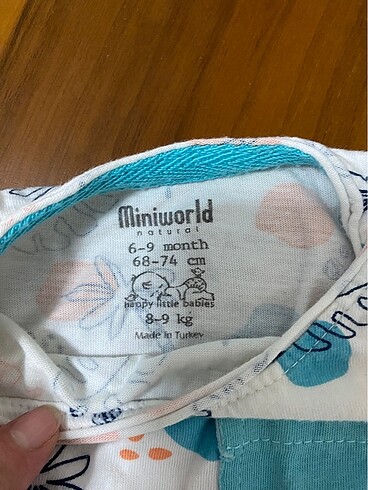 Miniworld
natural
6-9 month
68-74 cm
happy little babies
8-9 kg
Made in Turkey